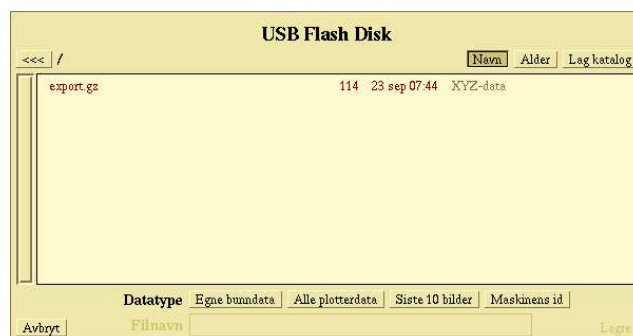 USB Flash Disk
<<< / Navn Alder Lag katalog
export.gz 114 23 sep 07:44 XYZ-data
Datatype Egne bunndata Alle plotterdata Siste 10 bilder Maskinens id
Avbryt Filnavn Lagre